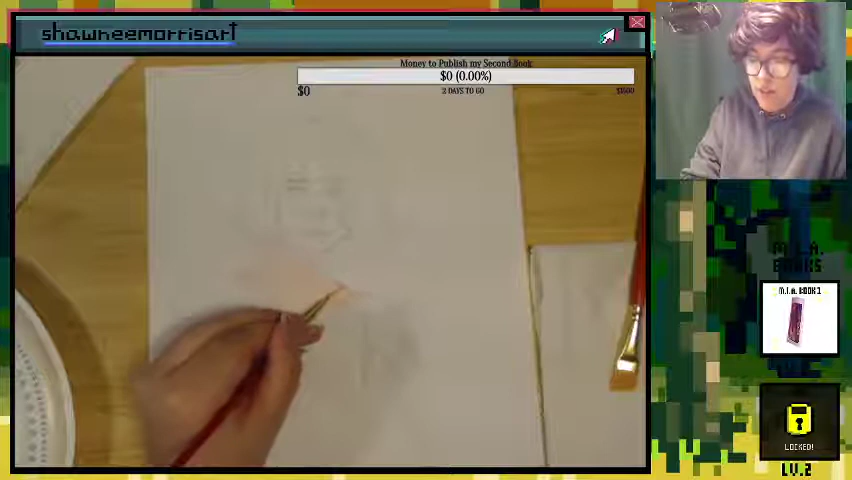 shawneemorrisart
Money to Publish my Second Book
$0 (0.00%)
$0
2 DAYS TO GO
$1500
M.I.A.
BOOKS
M.I.A. BOOK 1
LOCKED!
LV.2